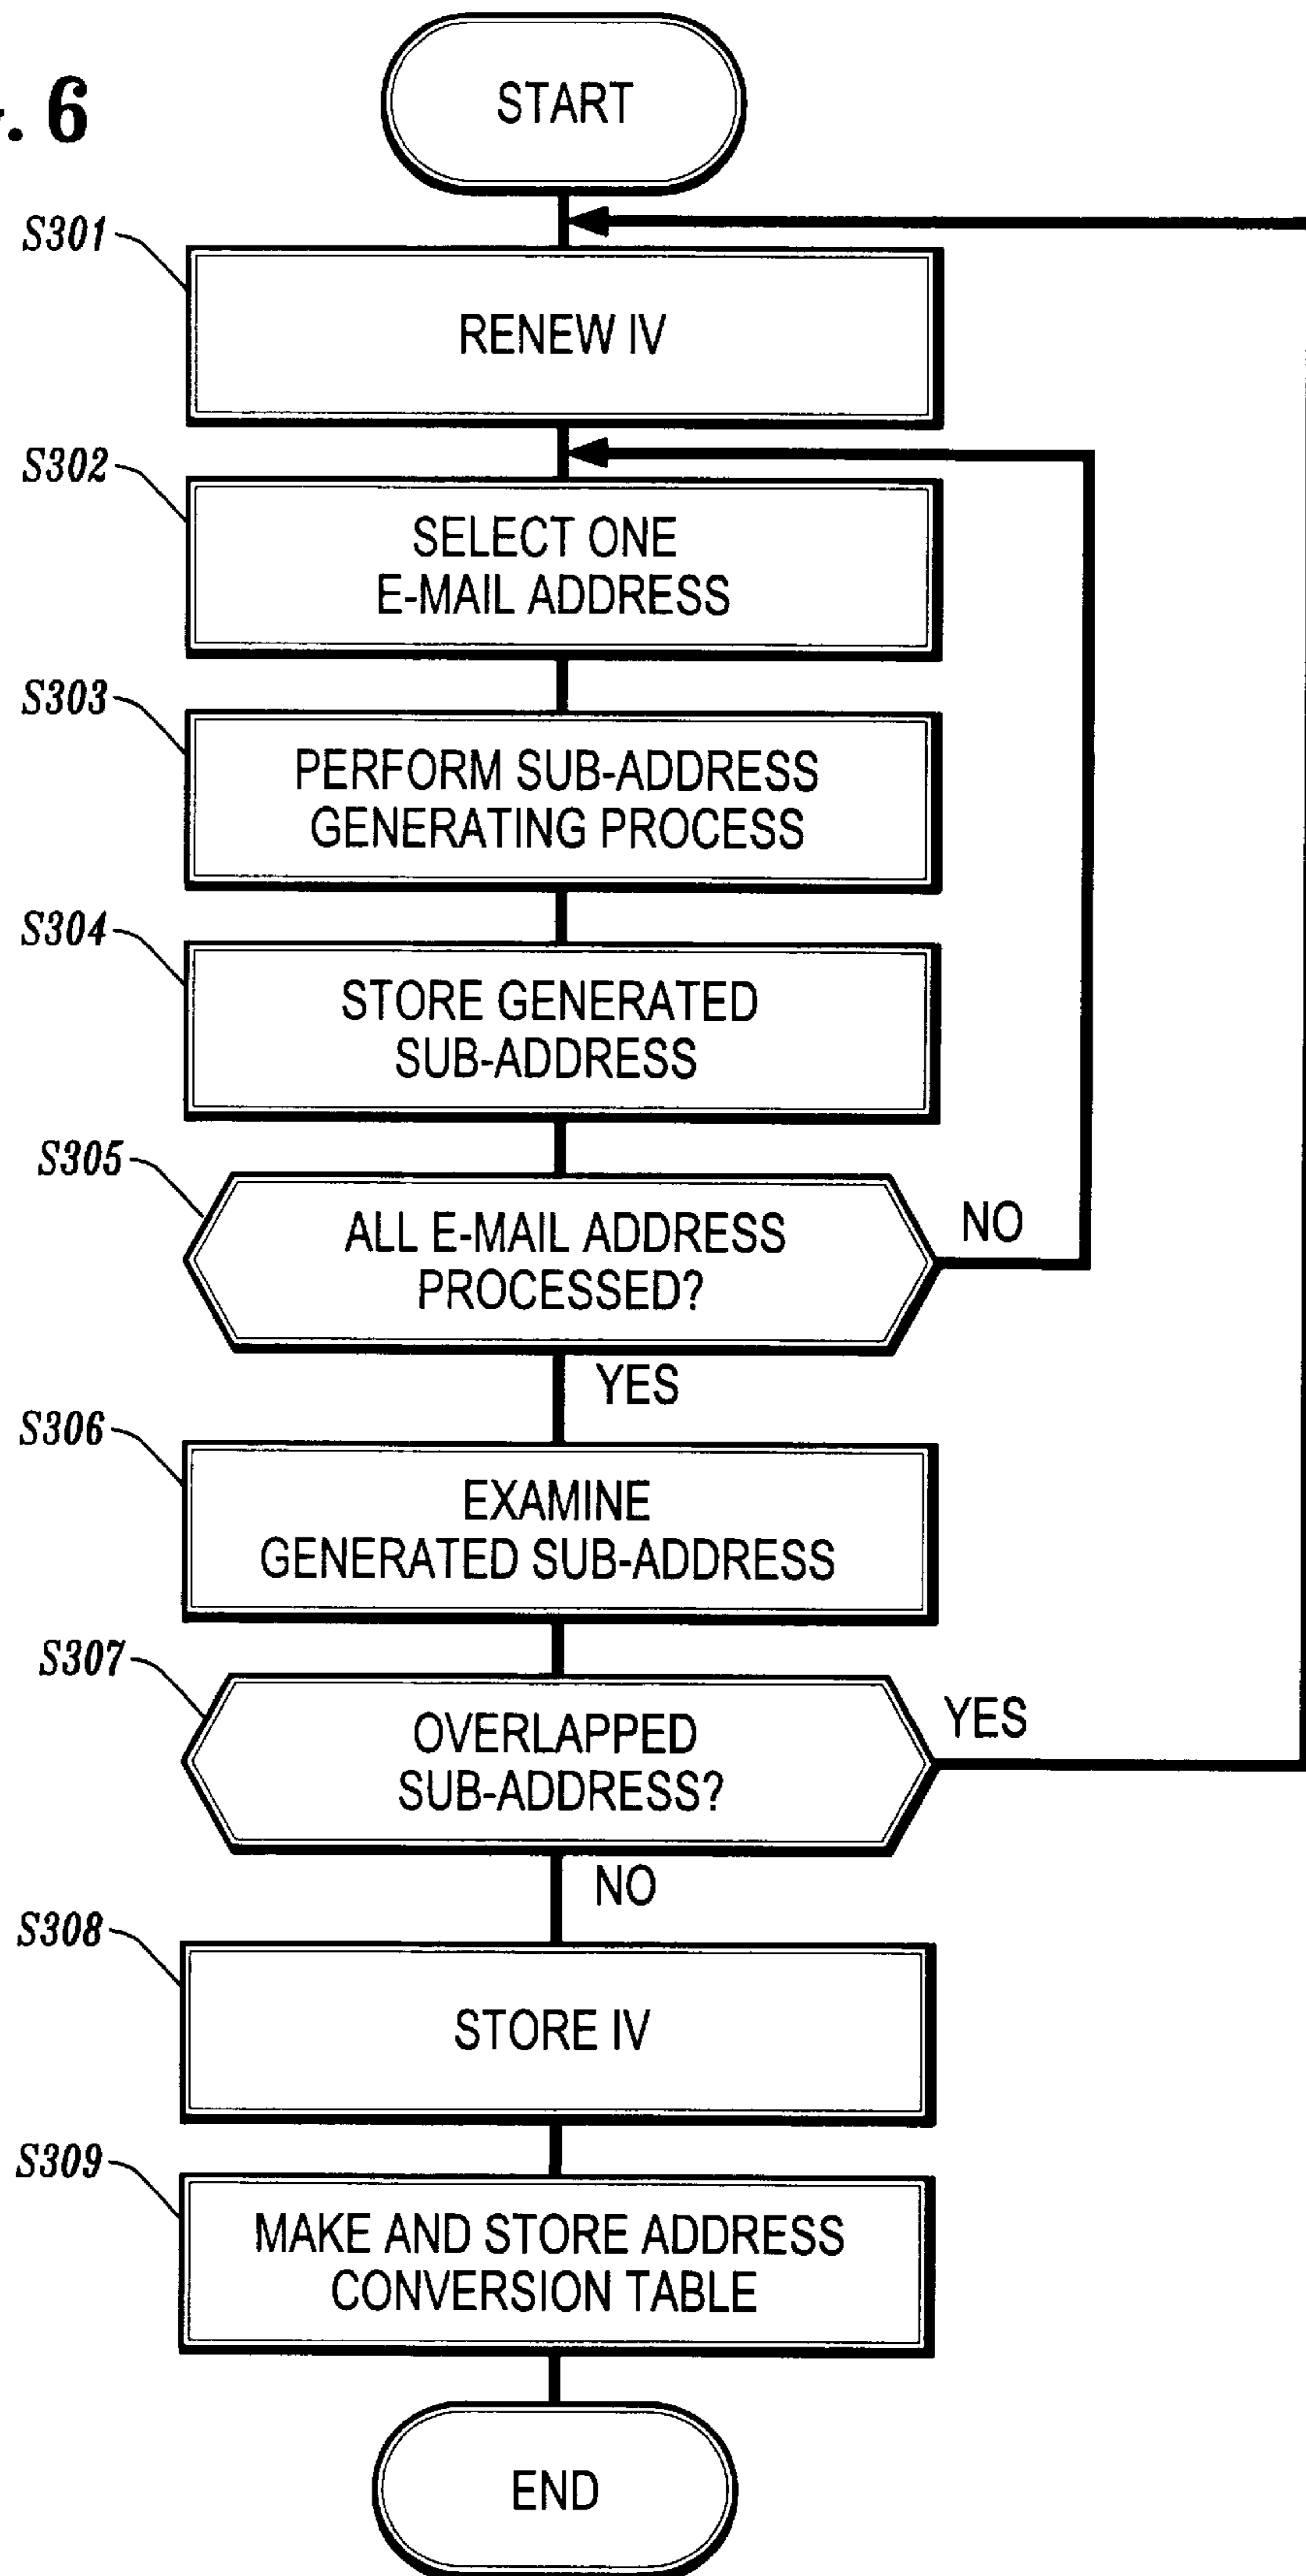 . 6
START
S301
RENEW IV
S302
SELECT ONE
E-MAIL ADDRESS
S303
PERFORM SUB-ADDRESS
GENERATING PROCESS
S304
STORE GENERATED
SUB-ADDRESS
S305
ALL E-MAIL ADDRESS
PROCESSED?
NO
YES
S306
EXAMINE
GENERATED SUB-ADDRESS
S307
OVERLAPPED
SUB-ADDRESS?
YES
NO
S308
STORE IV
S309
MAKE AND STORE ADDRESS
CONVERSION TABLE
END